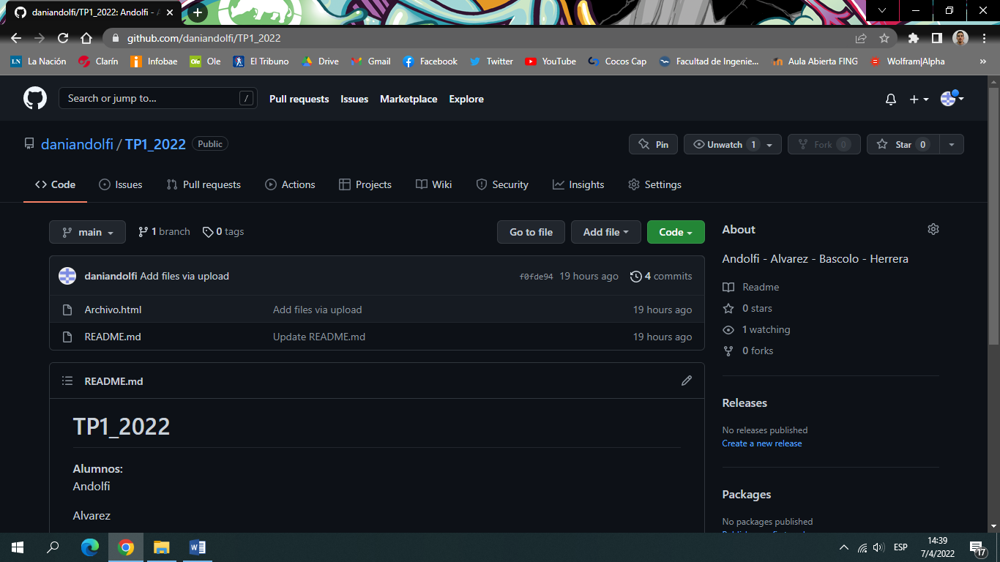 daniandolfi/TP1_2022: Andolfi - A
github.com/daniandolfi/TP1_2022
LN La Nación Clarín i Infobae Olé Ole El Tribuno Drive Gmail Facebook Twitter YouTube Cocos Cap Facultad de Ingenie... Aula Abierta FING Wolfram|Alpha »
Search or jump to... / Pull requests Issues Marketplace Explore
daniandolfi / TP1_2022 Public Pin Unwatch 1 Fork 0 Star 0
Code Issues Pull requests Actions Projects Wiki Security Insights Settings
main 1 branch 0 tags Go to file Add file Code
About
Andolfi - Alvarez - Bascolo - Herrera
daniandolfi Add files via upload f0fde94 19 hours ago 4 commits
Archivo.html Add files via upload 19 hours ago
README.md Update README.md 19 hours ago
Readme
0 stars
1 watching
0 forks
README.md
TP1_2022
Alumnos:
Andolfi
Alvarez
Releases
No releases published
Create a new release
Packages
No packages published
ESP
14:39
7/4/2022
17